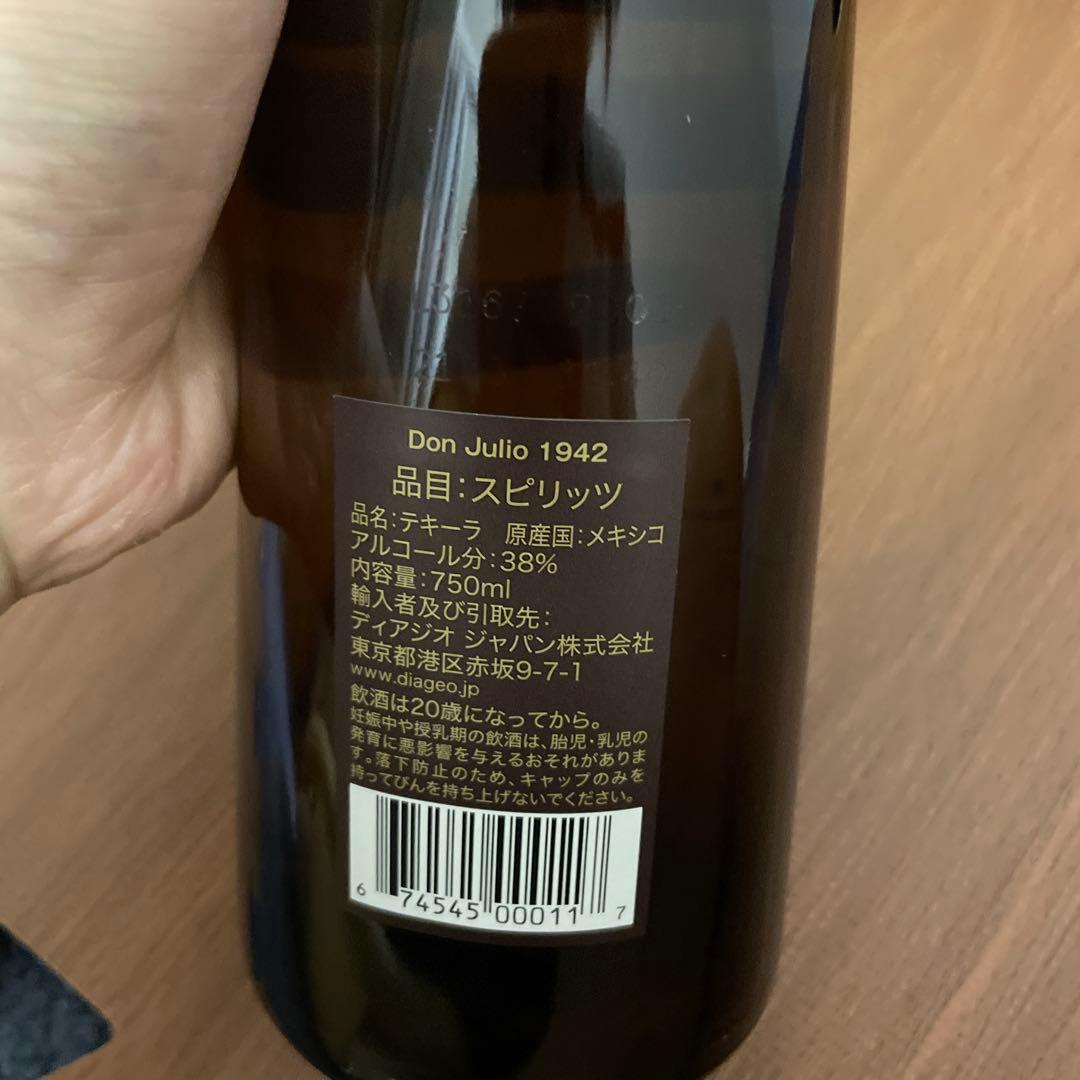 Don Julio 1942
品目：スピリッツ
品名：テキーラ　原産国：メキシコ
アルコール分：38%
内容量：750ml
輸入者及び引取先：
ディアジオ ジャパン株式会社
東京都港区赤坂9-7-1
www.diageo.jp
飲酒は20歳になってから。
妊娠中や授乳期の飲酒は、胎児・乳児の
発育に悪影響を与えるおそれがありま
す。落下防止のため、キャップのみを
持ってびんを持ち上げないでください。
6 74545 00011 7